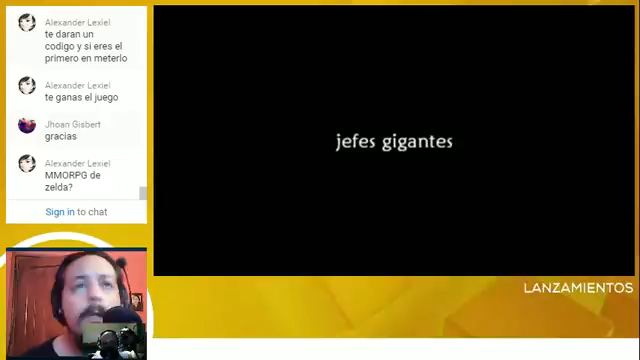 Alexander Lexiel
te daran un
codigo y si eres el
primero en meterlo
Alexander Lexiel
te ganas el juego
Jhoan Gisbert
gracias
Alexander Lexiel
MMORPG de
zelda?
Sign in to chat
jefes gigantes
LANZAMIENTOS